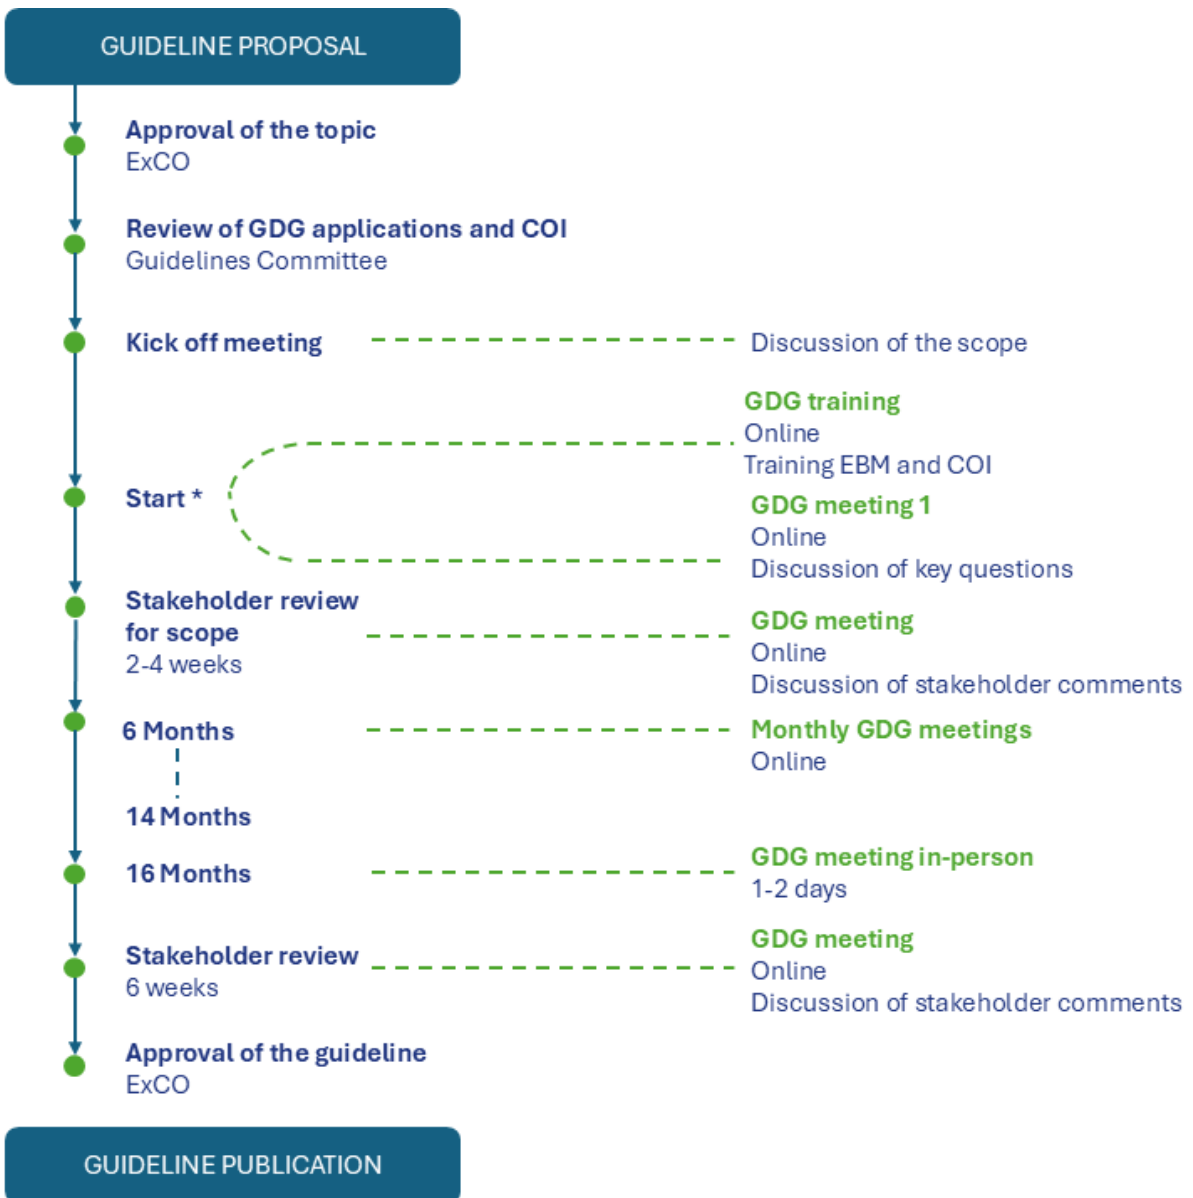 GUIDELINE PROPOSAL
Approval of the topic
ExCO
Review of GDG applications and COI
Guidelines Committee
Kick off meeting
Discussion of the scope
GDG training
Online
Training EBM and COI
Start *
GDG meeting 1
Online
Discussion of key questions
Stakeholder review
for scope
2-4 weeks
GDG meeting
Online
Discussion of stakeholder comments
6 Months
Monthly GDG meetings
Online
14 Months
16 Months
GDG meeting in-person
1-2 days
Stakeholder review
6 weeks
GDG meeting
Online
Discussion of stakeholder comments
Approval of the guideline
ExCO
GUIDELINE PUBLICATION